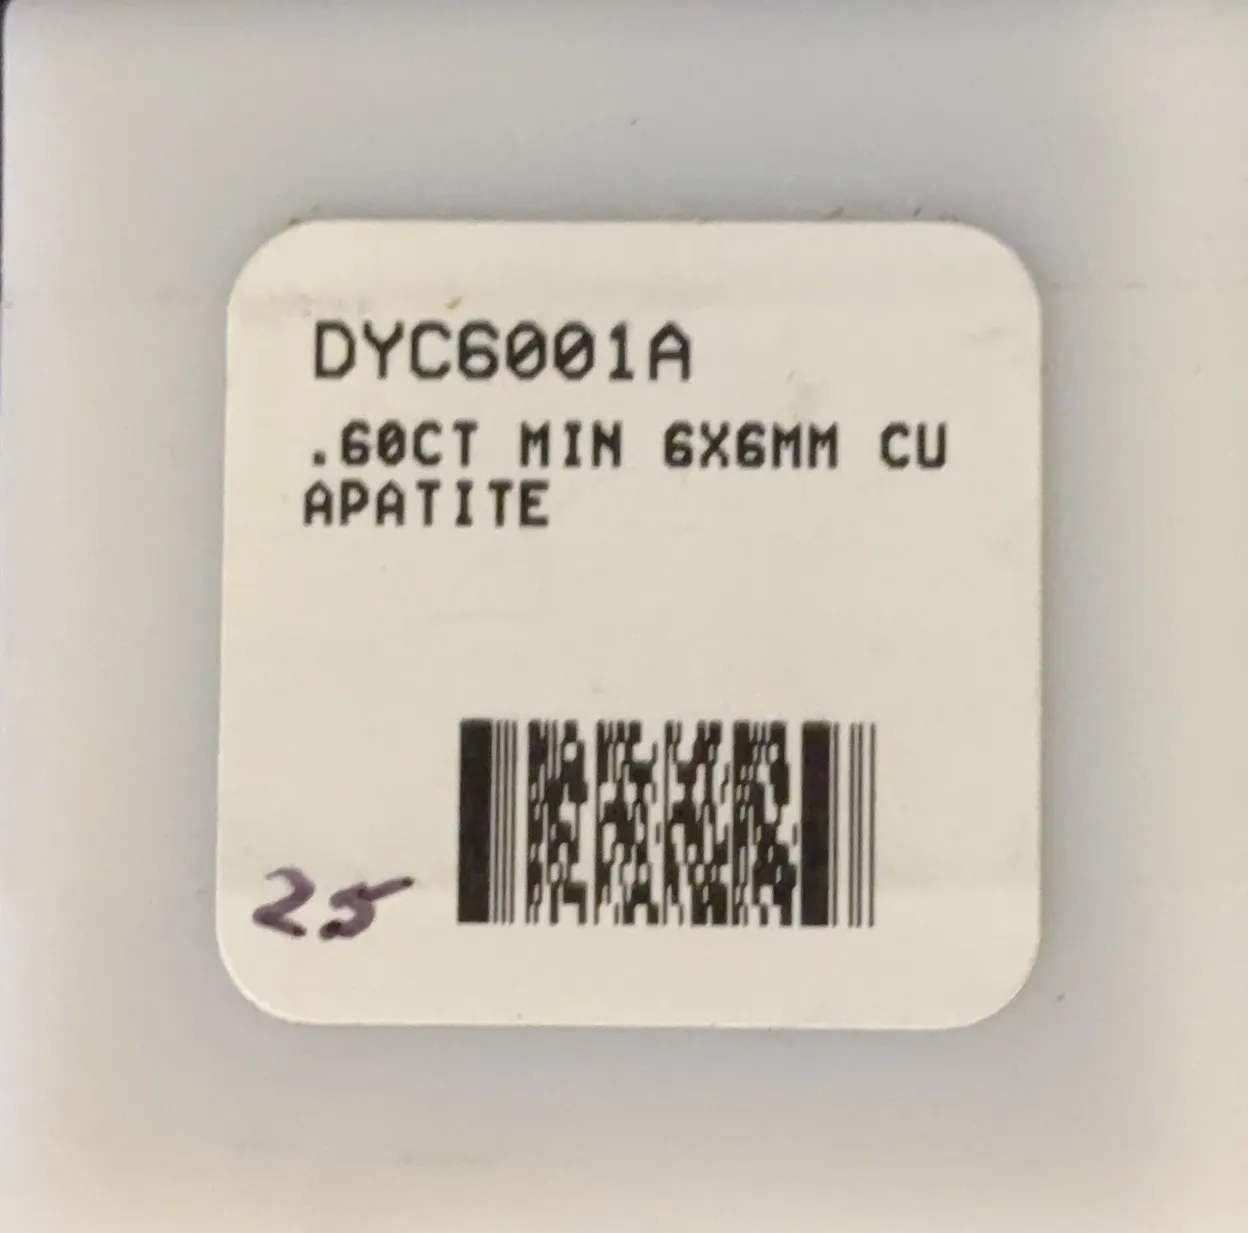 DYC6001A
.60CT MIN 6X6MM CU
APATITE
25